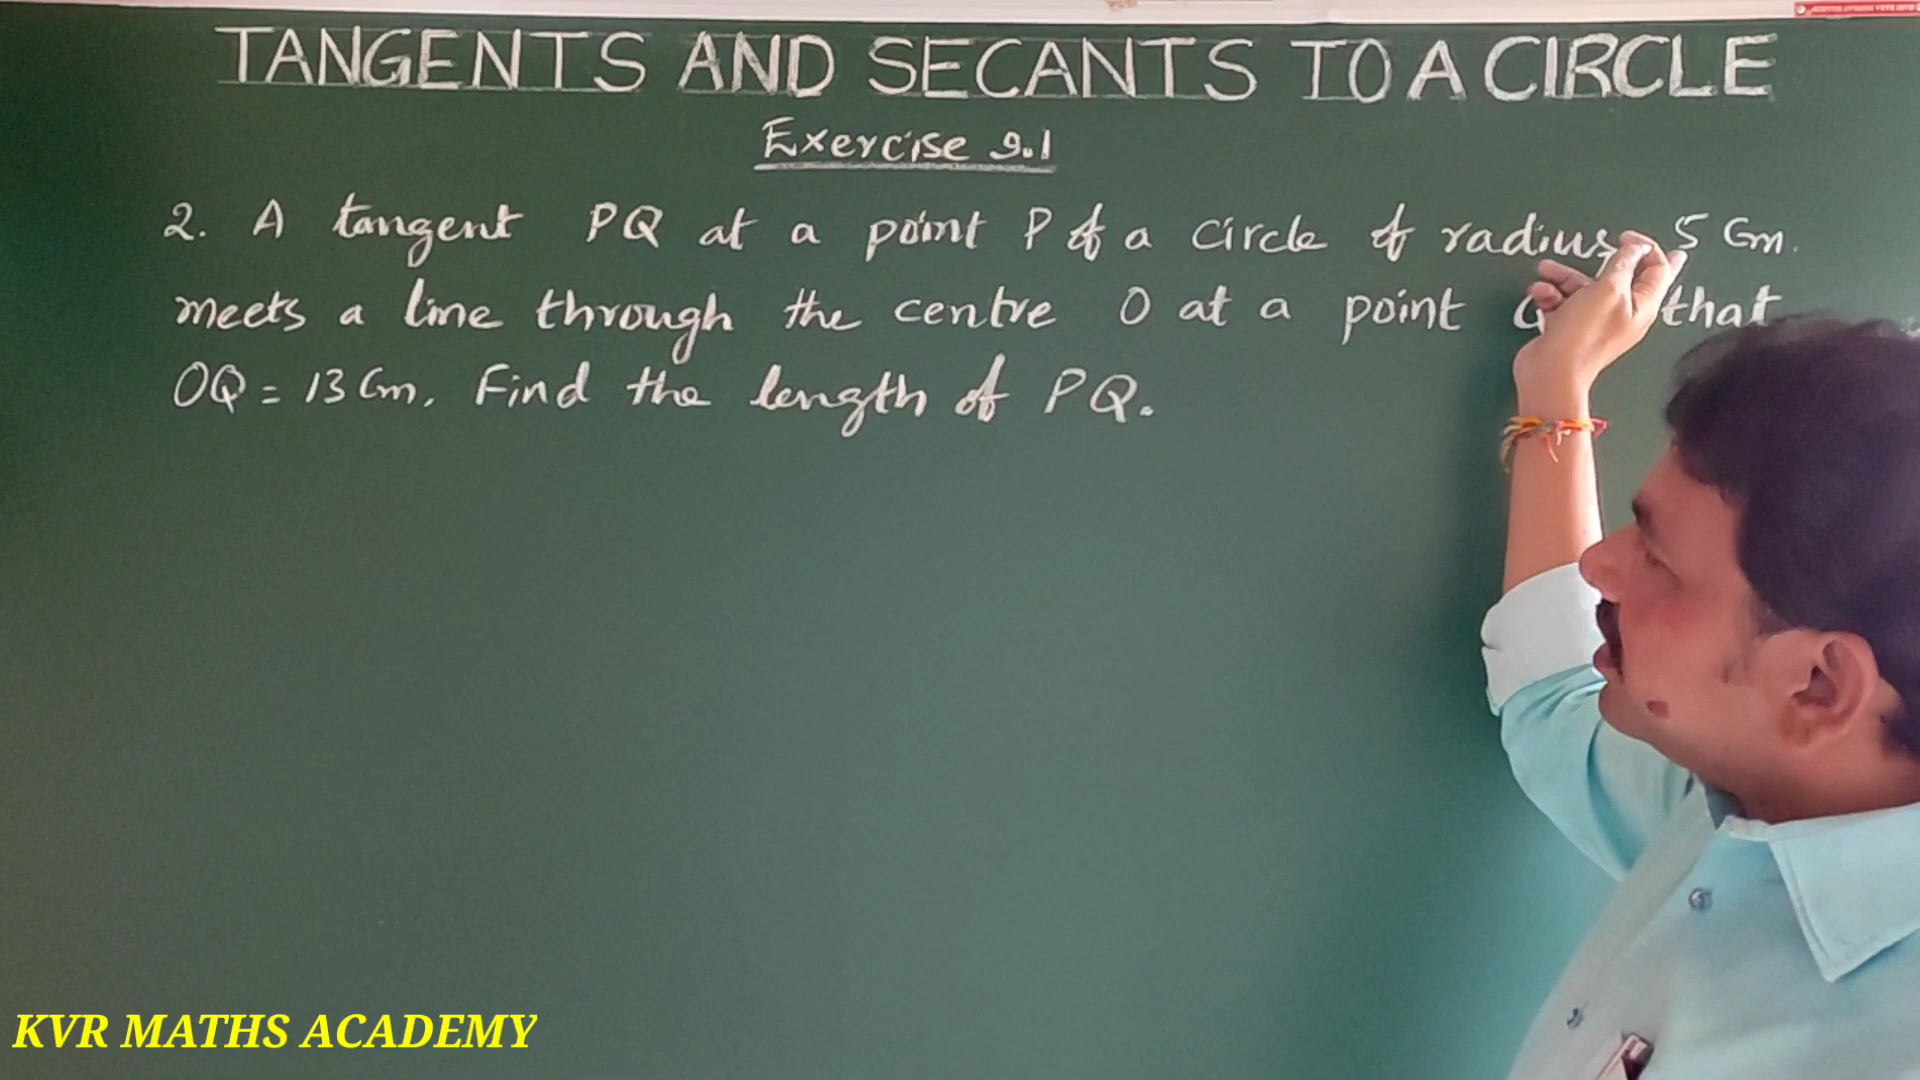 TANGENTS AND SECANTS TO A CIRCLE
Exercise 9.1
2. A tangent PQ at a point P of a circle of radius 5 Cm.
meets a line through the centre O at a point that
OQ = 13 Cm. Find the length of PQ.
KVR MATHS ACADEMY